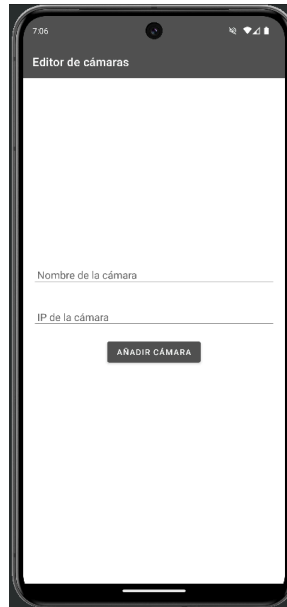 7:06
Editor de cámaras
Nombre de la cámara
IP de la cámara
AÑADIR CÁMARA